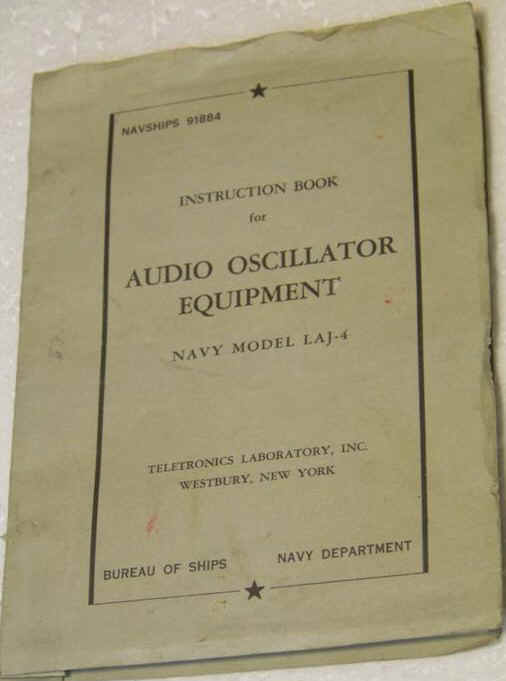 NAVSHIPS 91884
INSTRUCTION BOOK
for
AUDIO OSCILLATOR
EQUIPMENT
NAVY MODEL LAJ-4
TELETRONICS LABORATORY, INC.
WESTBURY, NEW YORK
BUREAU OF SHIPS NAVY DEPARTMENT